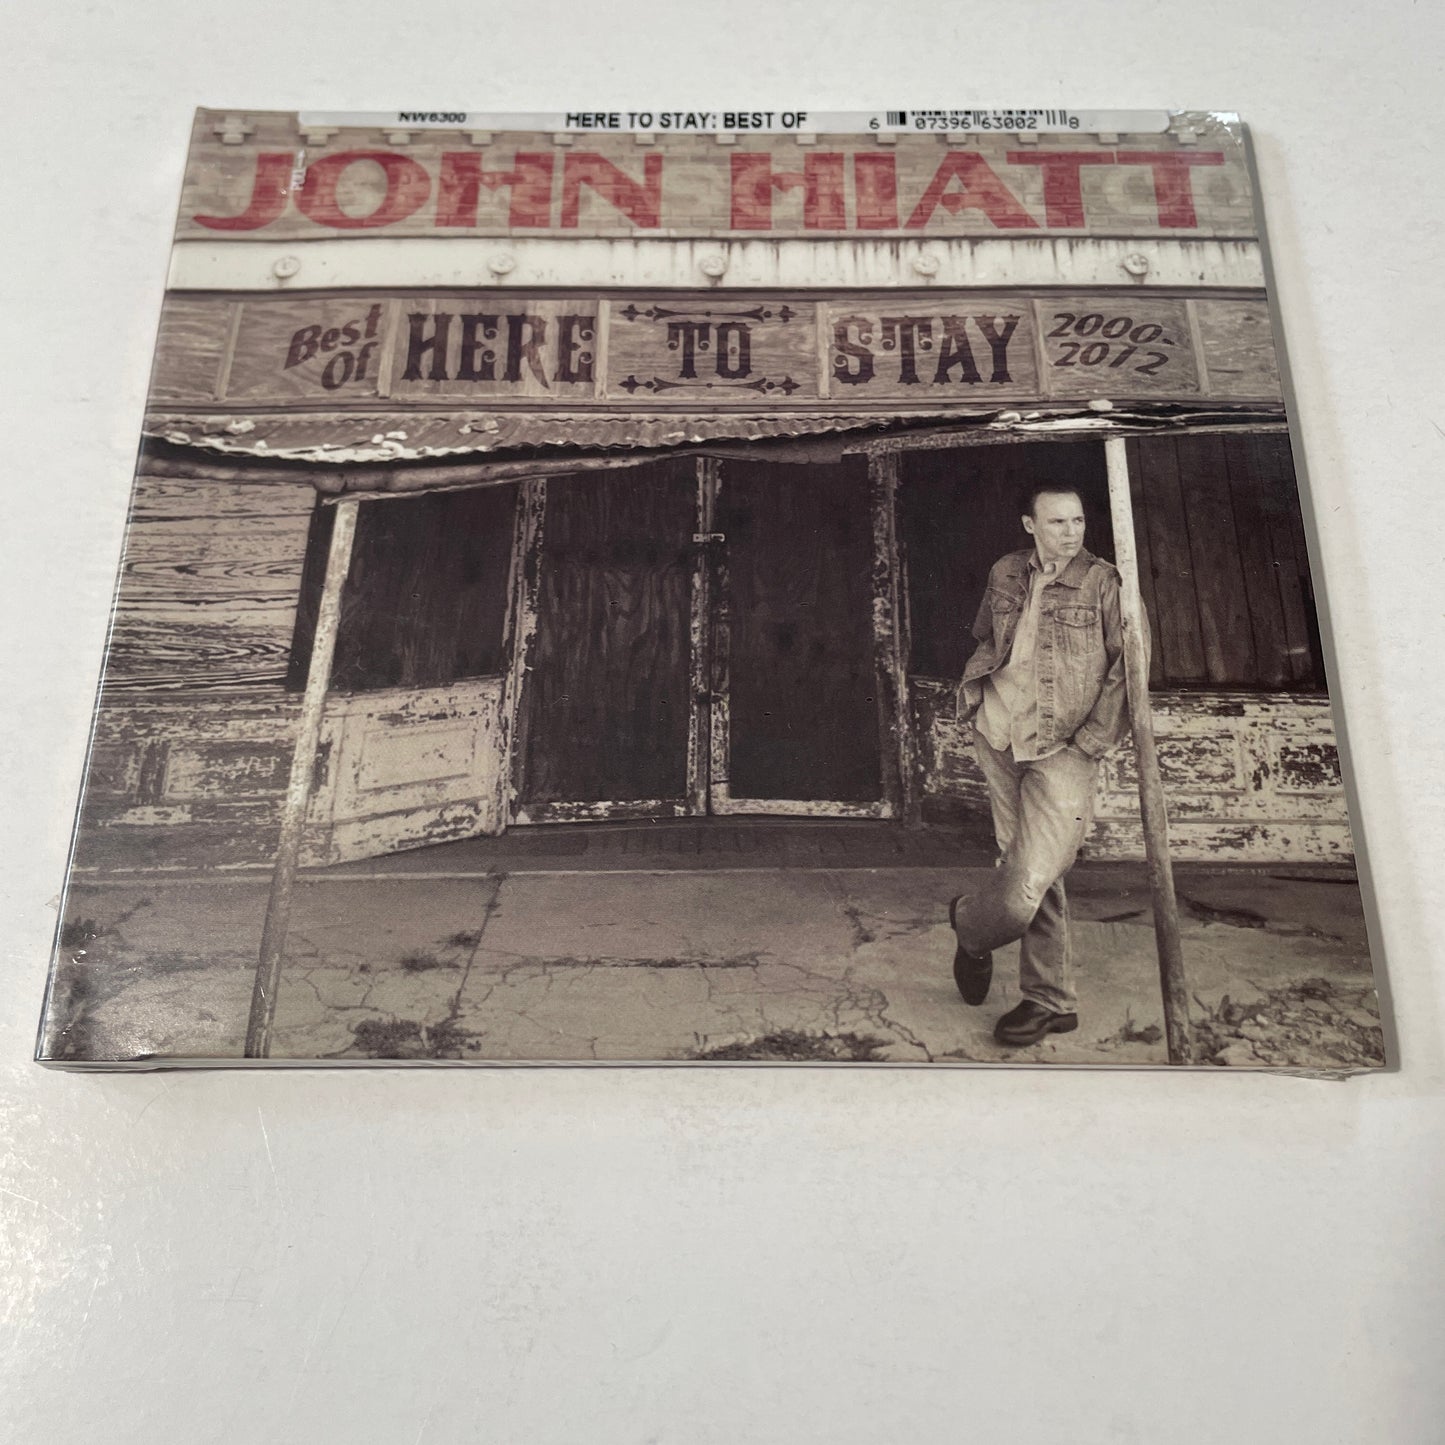 NW6300 HERE TO STAY: BEST OF 6 07396 63002 8
JOHN HIATT
Best Of HERE TO STAY 2000-2012